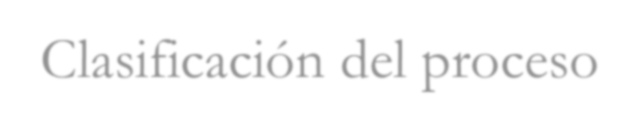 Clasificación del proceso